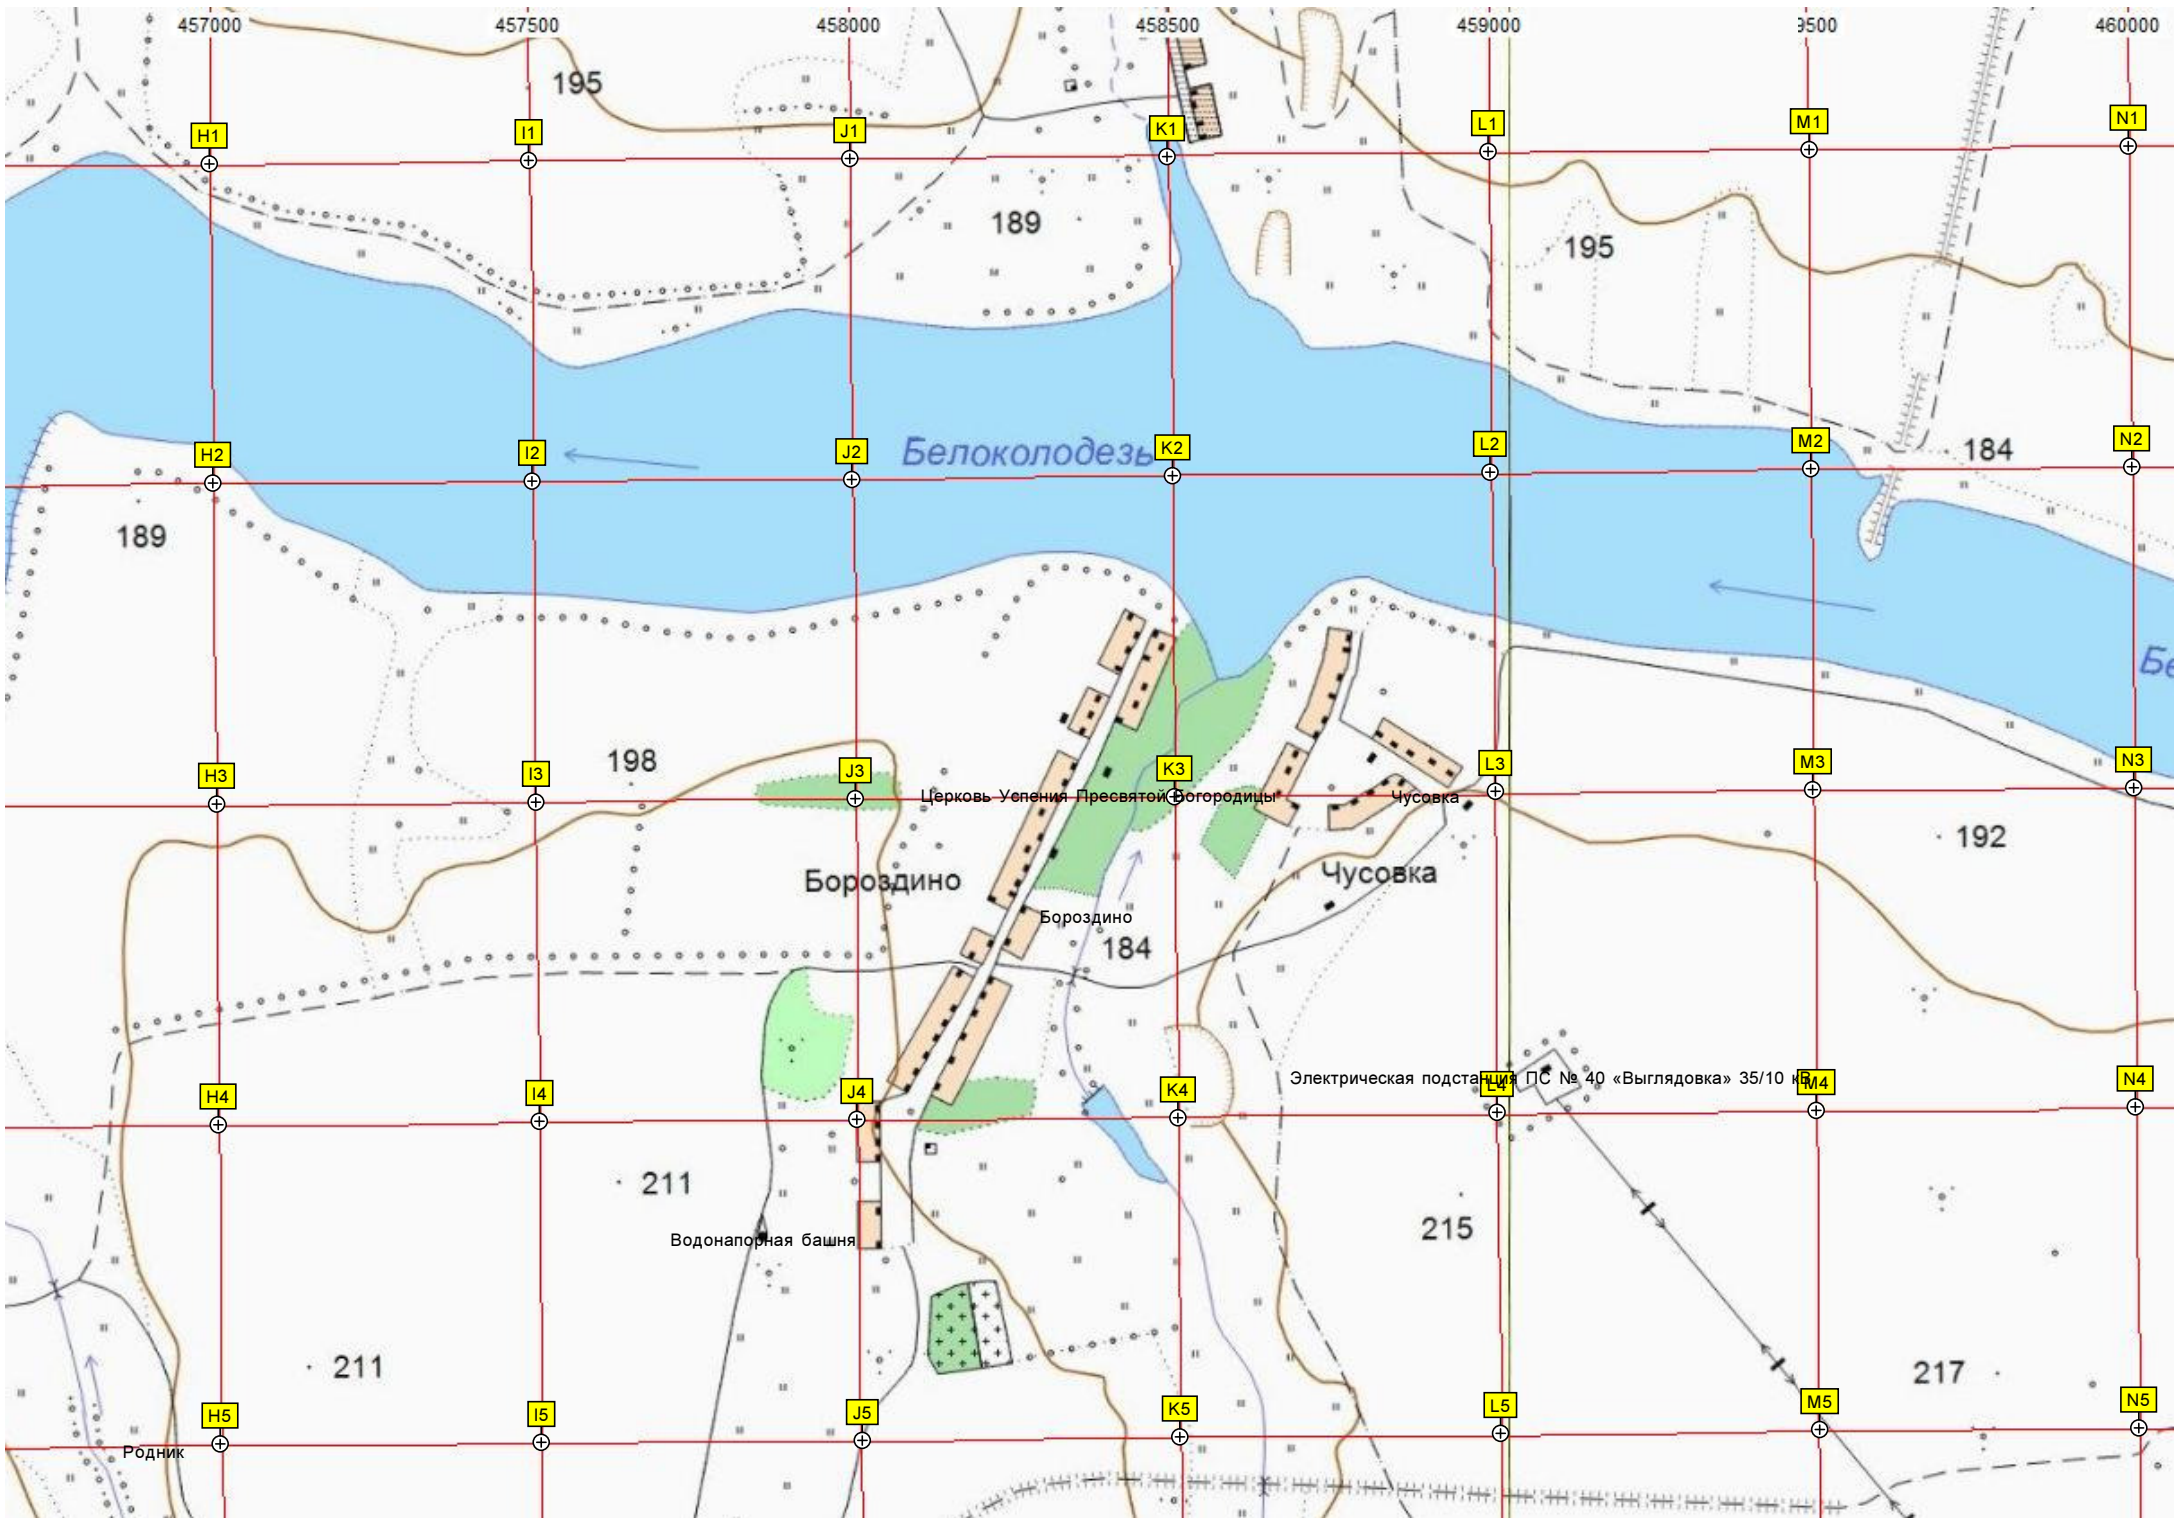 457000 457500 458000 458500 459000 9500 460000
195
H1 I1 J1 K1 L1 M1 N1
189 195
H2 I2 J2 Белоколодезь K2 L2 M2 184 N2
189
Бе
198
H3 I3 J3 K3 L3 M3 N3
Церковь Успения Пресвятой Богородицы Чусовка
192
Бороздино Чусовка
Бороздино
184
Электрическая подстанция ПС № 40 «Выглядовка» 35/10 кВ
H4 I4 J4 K4 L4 M4 N4
211
215
Водонапорная башня
211 217
H5 I5 J5 K5 L5 M5 N5
Родник